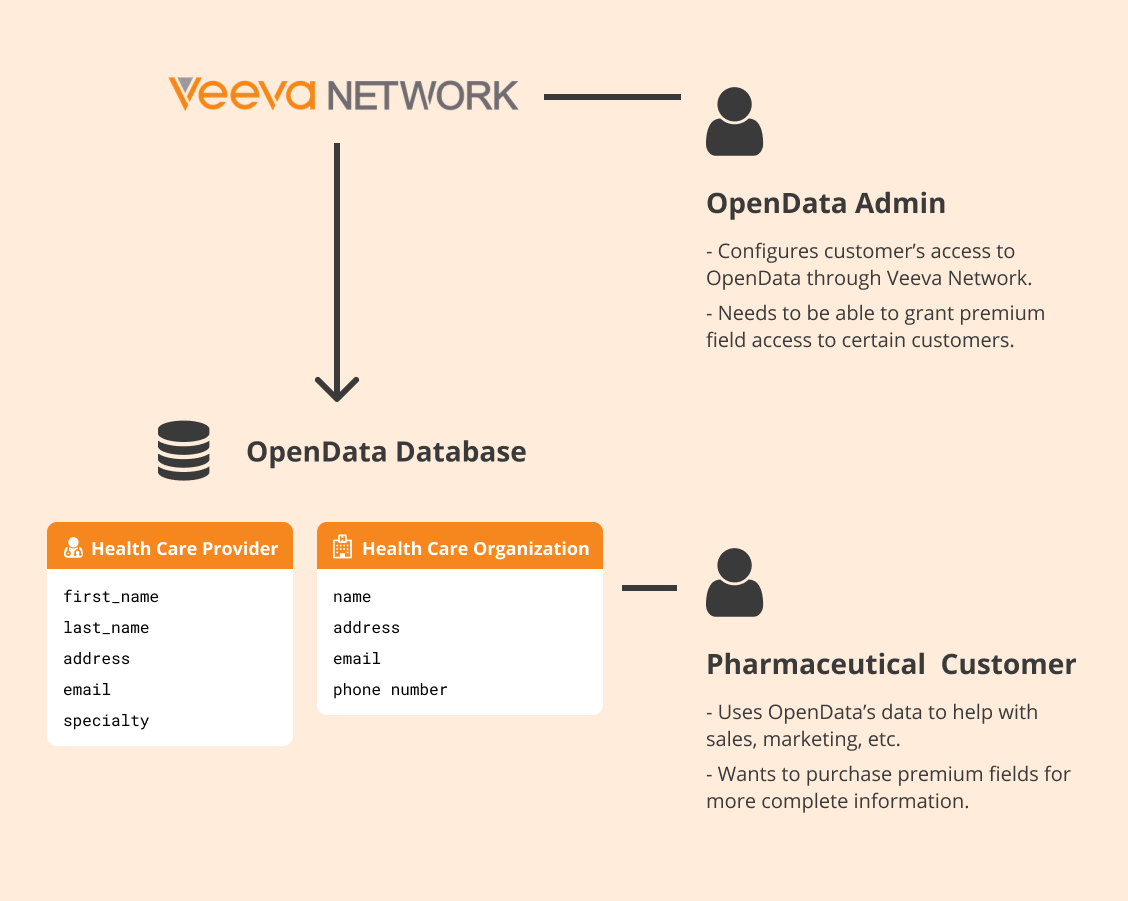 Veeva NETWORK
OpenData Admin
- Configures customer’s access to
OpenData through Veeva Network.
- Needs to be able to grant premium
field access to certain customers.
OpenData Database
Health Care Provider
first_name
last_name
address
email
specialty
Health Care Organization
name
address
email
phone number
Pharmaceutical  Customer
- Uses OpenData’s data to help with
sales, marketing, etc.
- Wants to purchase premium fields for
more complete information.